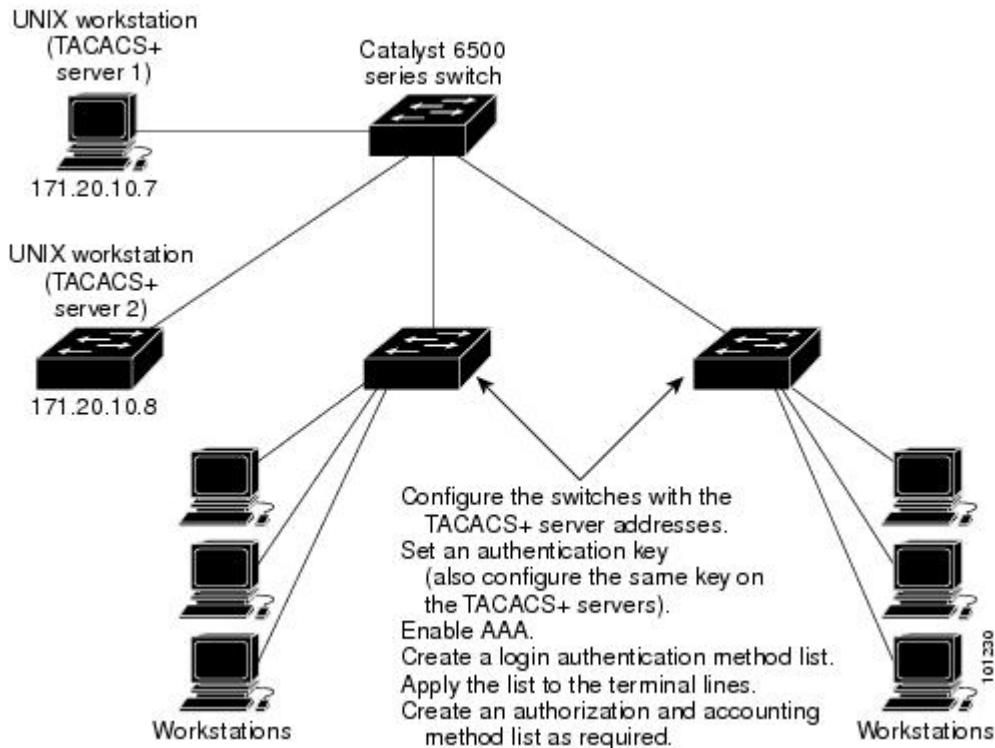 UNIX workstation
(TACACS+
server 1)
Catalyst 6500
series switch
171.20.10.7
UNIX workstation
(TACACS+
server 2)
171.20.10.8
Configure the switches with the
TACACS+ server addresses.
Set an authentication key
(also configure the same key on
the TACACS+ servers).
Enable AAA.
Create a login authentication method list.
Apply the list to the terminal lines.
Create an authorization and accounting
method list as required.
Workstations
Workstations
101230